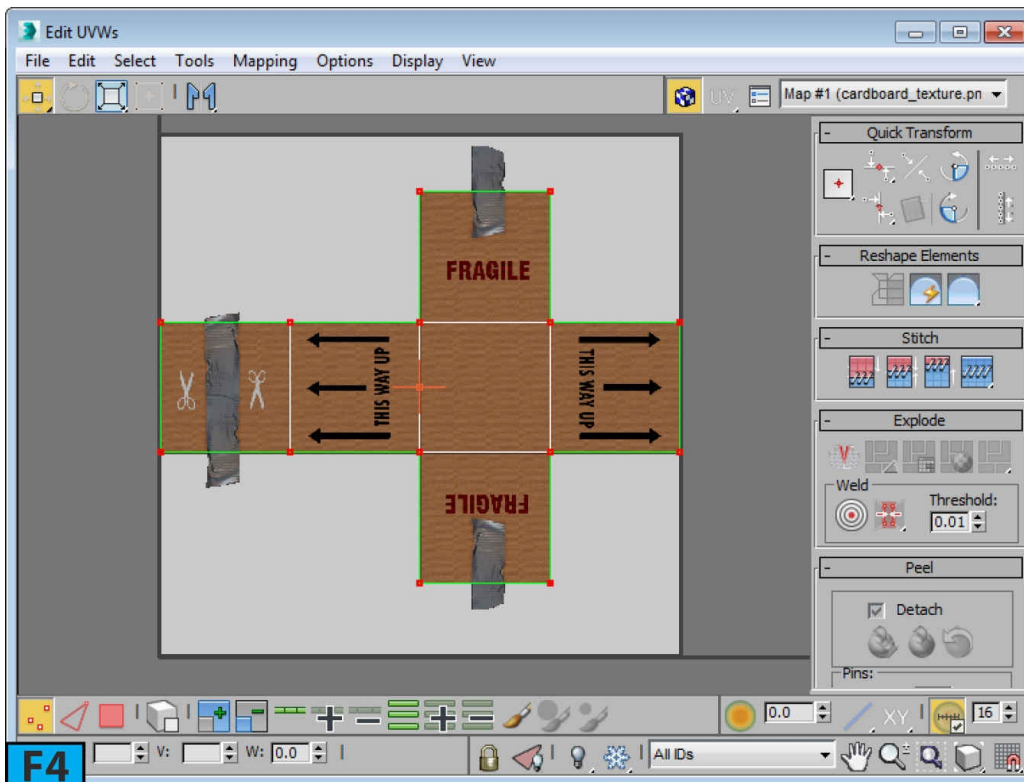 Edit UVWs
File Edit Select Tools Mapping Options Display View
UV
Map #1 (cardboard_texture.pn
- Quick Transform
- Reshape Elements
- Stitch
- Explode
Weld
Threshold:
0.01
- Peel
Detach
Pins:
FRAGILE
THIS WAY UP
THIS WAY UP
FRAGILE
0.0
XY
16
V:
W: 0.0
All IDs
F4